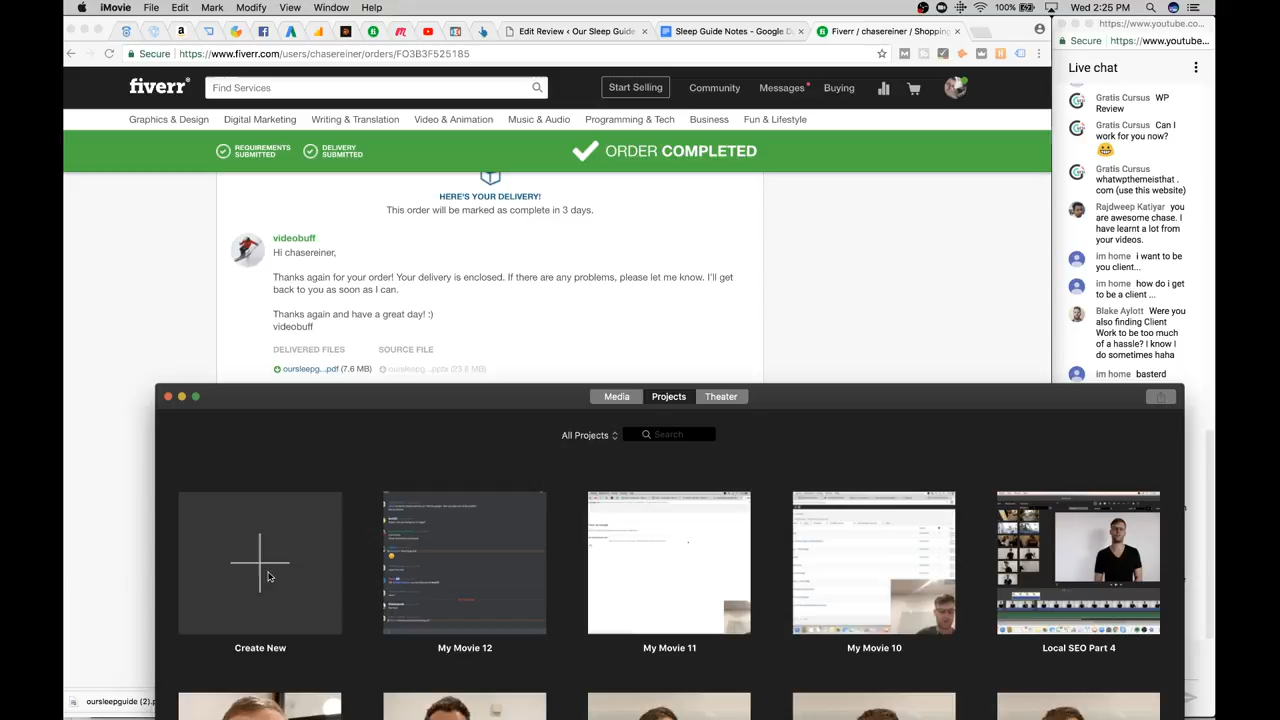 iMovie File Edit Mark Modify View Window Help
100% Wed 2:25 PM
Edit Review ‹ Our Sleep Guide
Sleep Guide Notes - Google D
Fiverr / chasereiner / Shopping
https://www.youtube.co...
Secure https://www.fiverr.com/users/chasereiner/orders/FO3B3F525185
Secure https://www.youtube...
Live chat
fiverr
Find Services
Start Selling
Community
Messages
Buying
Graphics & Design
Digital Marketing
Writing & Translation
Video & Animation
Music & Audio
Programming & Tech
Business
Fun & Lifestyle
REQUIREMENTS
SUBMITTED
DELIVERY
SUBMITTED
ORDER COMPLETED
HERE'S YOUR DELIVERY!
This order will be marked as complete in 3 days.
videobuff
Hi chasereiner,
Thanks again for your order! Your delivery is enclosed. If there are any problems, please let me know. I'll get
back to you as soon as I can.
Thanks again and have a great day! :)
videobuff
DELIVERED FILES
SOURCE FILE
oursleepg...pdf (7.6 MB)
oursleepg...pptx (23.8 MB)
Gratis Cursus WP
Review
Gratis Cursus Can I
work for you now?
Gratis Cursus
whatwpthemeisthat .
com (use this website)
Rajdweep Katiyar you
are awesome chase. I
have learnt a lot from
your videos.
im home i want to be
you client...
im home how do i get
to be a client ...
Blake Aylott Were you
also finding Client
Work to be too much
of a hassle? I know I
do sometimes haha
im home basterd
Media
Projects
Theater
All Projects
Search
Create New
My Movie 12
My Movie 11
My Movie 10
Local SEO Part 4
oursleepguide (2).p